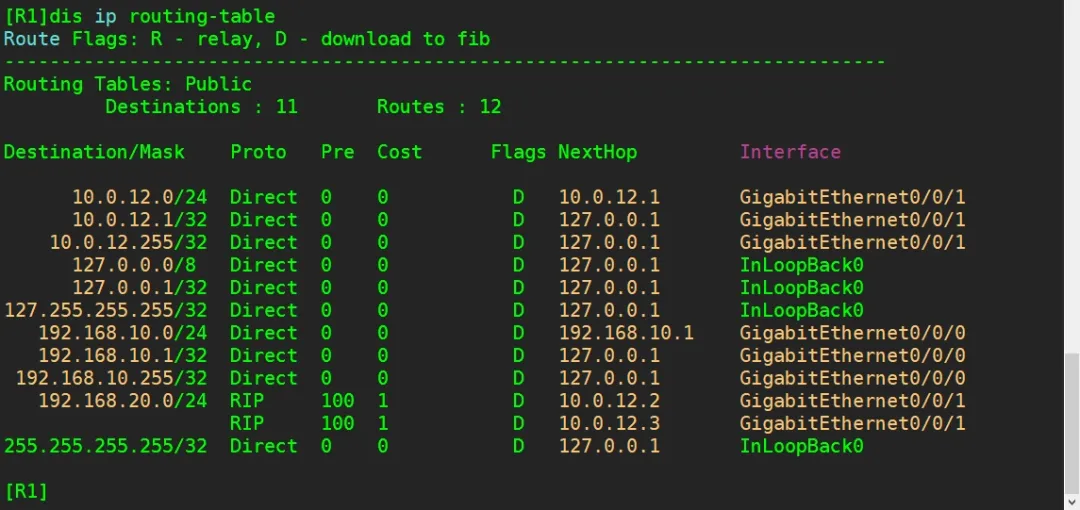 [R1]dis ip routing-table
Route Flags: R - relay, D - download to fib
------------------------------------------------------------------------------
Routing Tables: Public
         Destinations : 11       Routes : 12

Destination/Mask    Proto   Pre  Cost      Flags NextHop         Interface

      10.0.12.0/24  Direct  0    0           D   10.0.12.1       GigabitEthernet0/0/1
      10.0.12.1/32  Direct  0    0           D   127.0.0.1       GigabitEthernet0/0/1
    10.0.12.255/32  Direct  0    0           D   127.0.0.1       GigabitEthernet0/0/1
      127.0.0.0/8   Direct  0    0           D   127.0.0.1       InLoopBack0
      127.0.0.1/32  Direct  0    0           D   127.0.0.1       InLoopBack0
127.255.255.255/32  Direct  0    0           D   127.0.0.1       InLoopBack0
   192.168.10.0/24  Direct  0    0           D   192.168.10.1    GigabitEthernet0/0/0
   192.168.10.1/32  Direct  0    0           D   127.0.0.1       GigabitEthernet0/0/0
 192.168.10.255/32  Direct  0    0           D   127.0.0.1       GigabitEthernet0/0/0
   192.168.20.0/24  RIP     100  1           D   10.0.12.2       GigabitEthernet0/0/1
                    RIP     100  1           D   10.0.12.3       GigabitEthernet0/0/1
255.255.255.255/32  Direct  0    0           D   127.0.0.1       InLoopBack0

[R1]